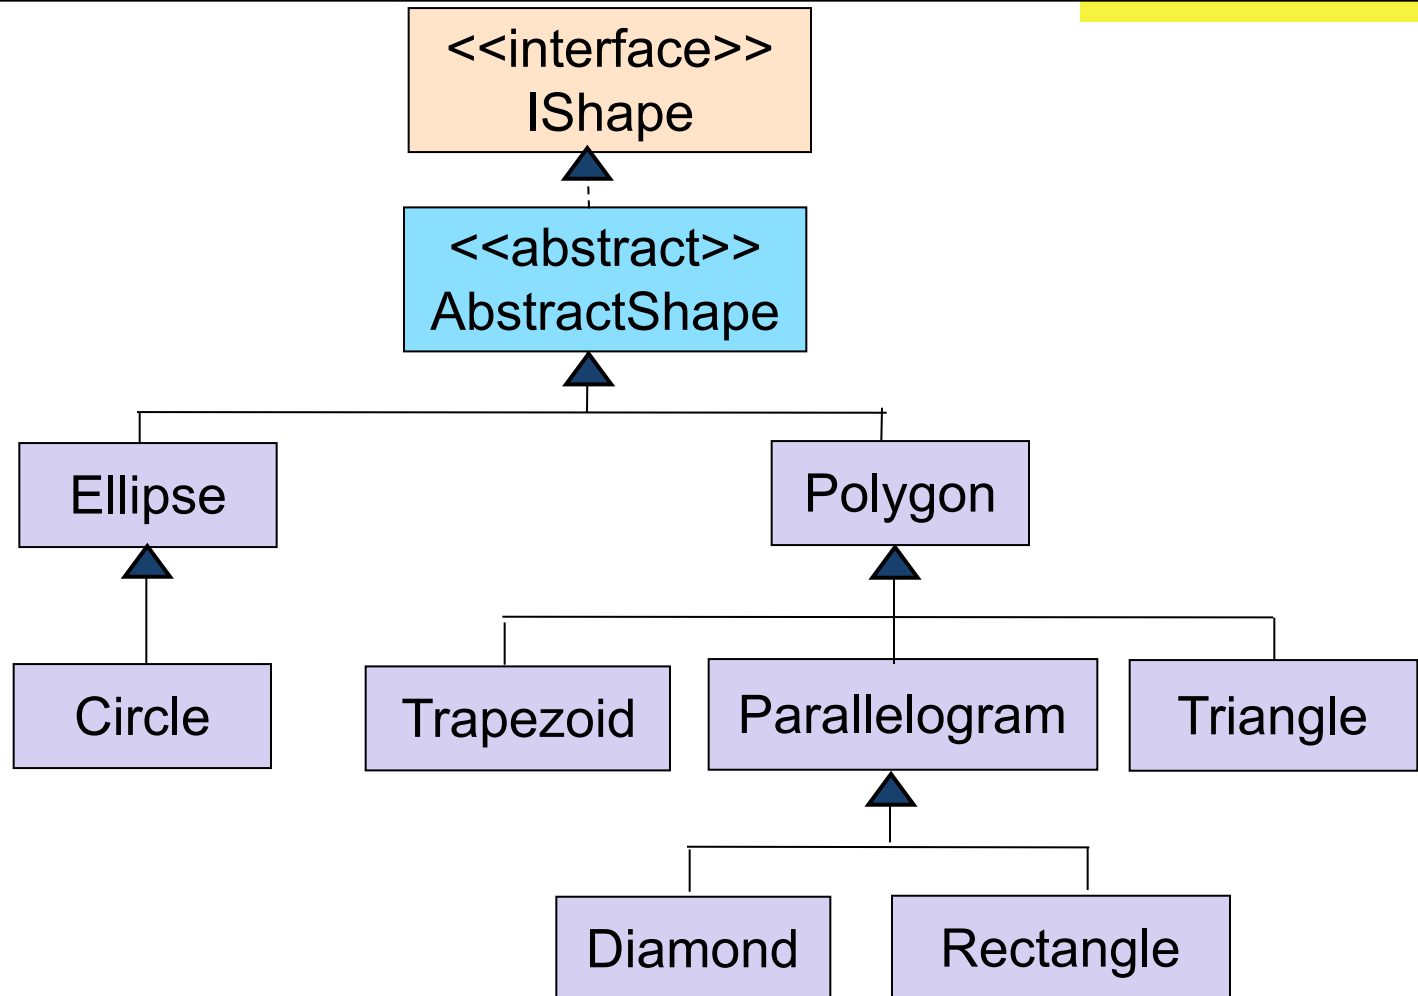 <<interface>>
IShape
<<abstract>>
AbstractShape
Ellipse
Polygon
Circle
Trapezoid
Parallelogram
Triangle
Diamond
Rectangle